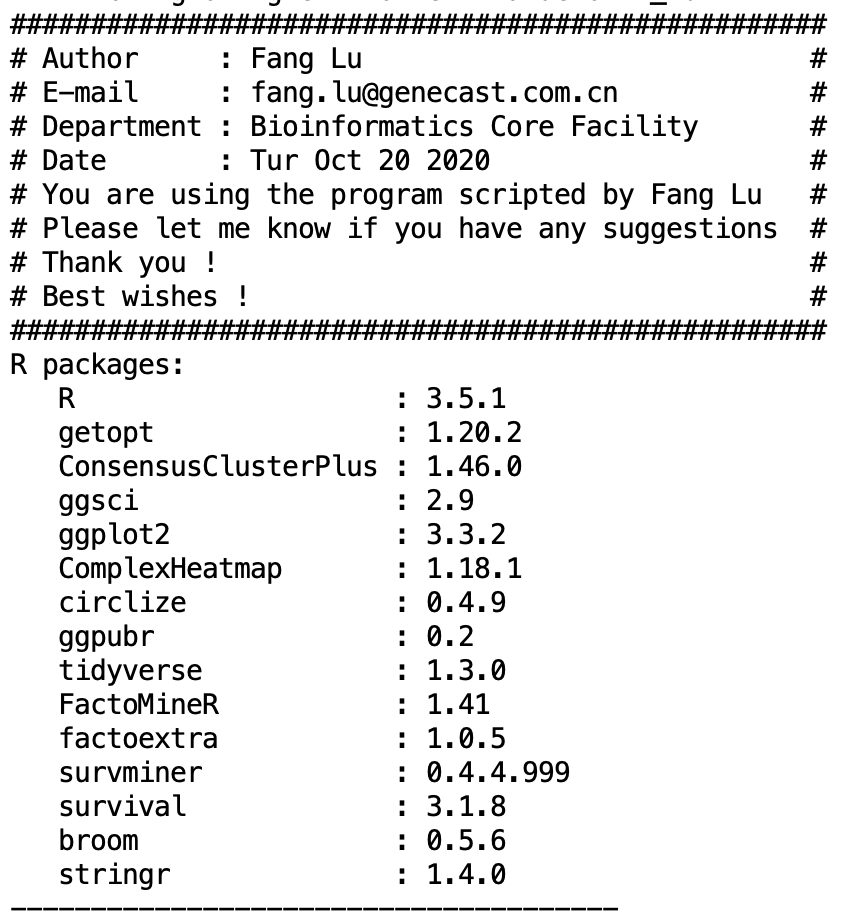 ###################################################
# Author     : Fang Lu                            #
# E-mail     : fang.lu@genecast.com.cn            #
# Department : Bioinformatics Core Facility       #
# Date       : Tur Oct 20 2020                    #
# You are using the program scripted by Fang Lu   #
# Please let me know if you have any suggestions  #
# Thank you !                                     #
# Best wishes !                                   #
###################################################
R packages:
   R                    : 3.5.1
   getopt               : 1.20.2
   ConsensusClusterPlus : 1.46.0
   ggsci                : 2.9
   ggplot2              : 3.3.2
   ComplexHeatmap       : 1.18.1
   circlize             : 0.4.9
   ggpubr               : 0.2
   tidyverse            : 1.3.0
   FactoMineR           : 1.41
   factoextra           : 1.0.5
   survminer            : 0.4.4.999
   survival             : 3.1.8
   broom                : 0.5.6
   stringr              : 1.4.0
--------------------------------------